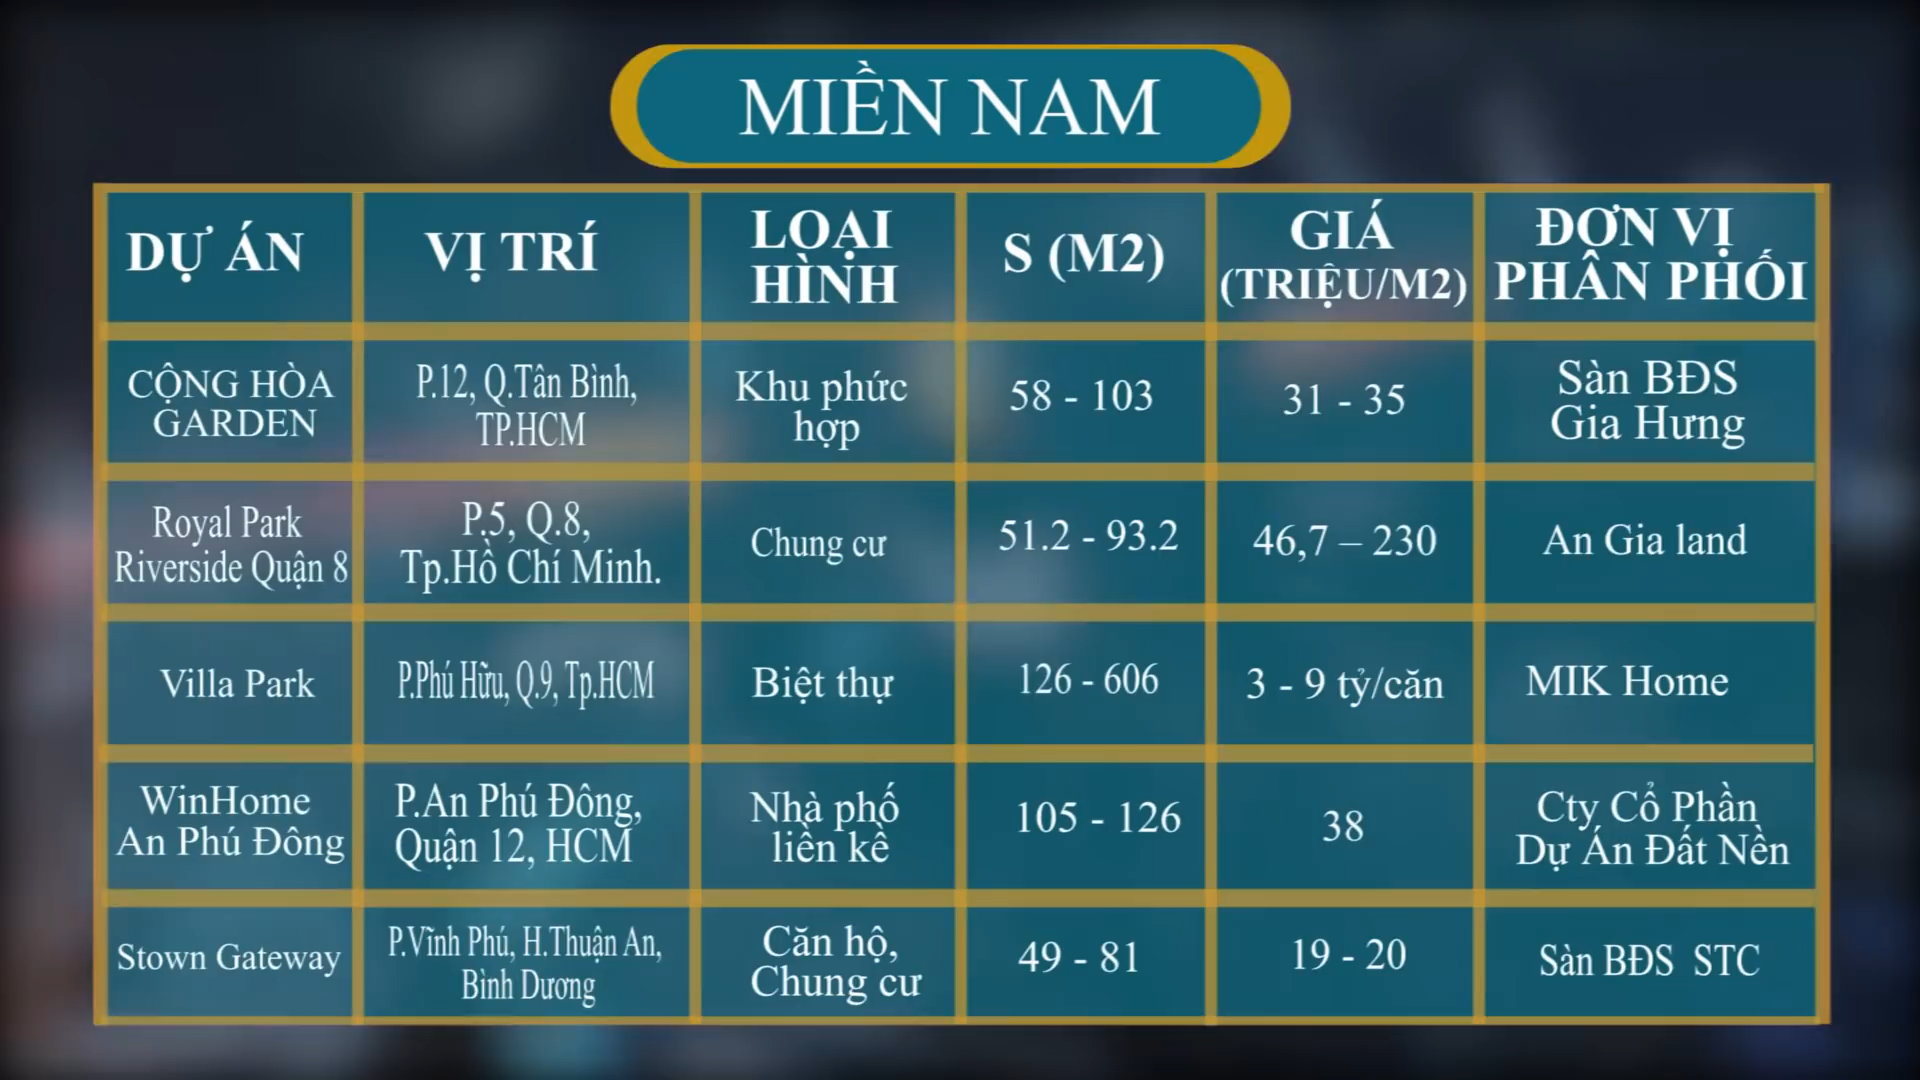 MIỀN NAM
DỰ ÁN
VỊ TRÍ
LOẠI
HÌNH
S (M2)
GIÁ
(TRIỆU/M2)
ĐƠN VỊ
PHÂN PHỐI
CỘNG HÒA
GARDEN
P.12, Q.Tân Bình,
TP.HCM
Khu phức
hợp
58 - 103
31 - 35
Sàn BĐS
Gia Hưng
Royal Park
Riverside Quận 8
P.5, Q.8,
Tp.Hồ Chí Minh.
Chung cư
51.2 - 93.2
46,7 – 230
An Gia land
Villa Park
P.Phú Hữu, Q.9, Tp.HCM
Biệt thự
126 - 606
3 - 9 tỷ/căn
MIK Home
WinHome
An Phú Đông
P.An Phú Đông,
Quận 12, HCM
Nhà phố
liền kề
105 - 126
38
Cty Cổ Phần
Dự Án Đất Nền
Stown Gateway
P.Vĩnh Phú, H.Thuận An,
Bình Dương
Căn hộ,
Chung cư
49 - 81
19 - 20
Sàn BĐS STC